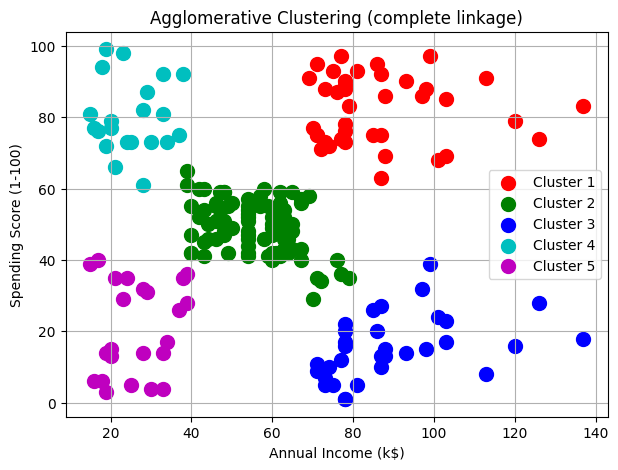 Agglomerative Clustering (complete linkage)
100
80
60
40
20
0
Spending Score (1-100)
Cluster 1
Cluster 2
Cluster 3
Cluster 4
Cluster 5
20 40 60 80 100 120 140
Annual Income (k$)